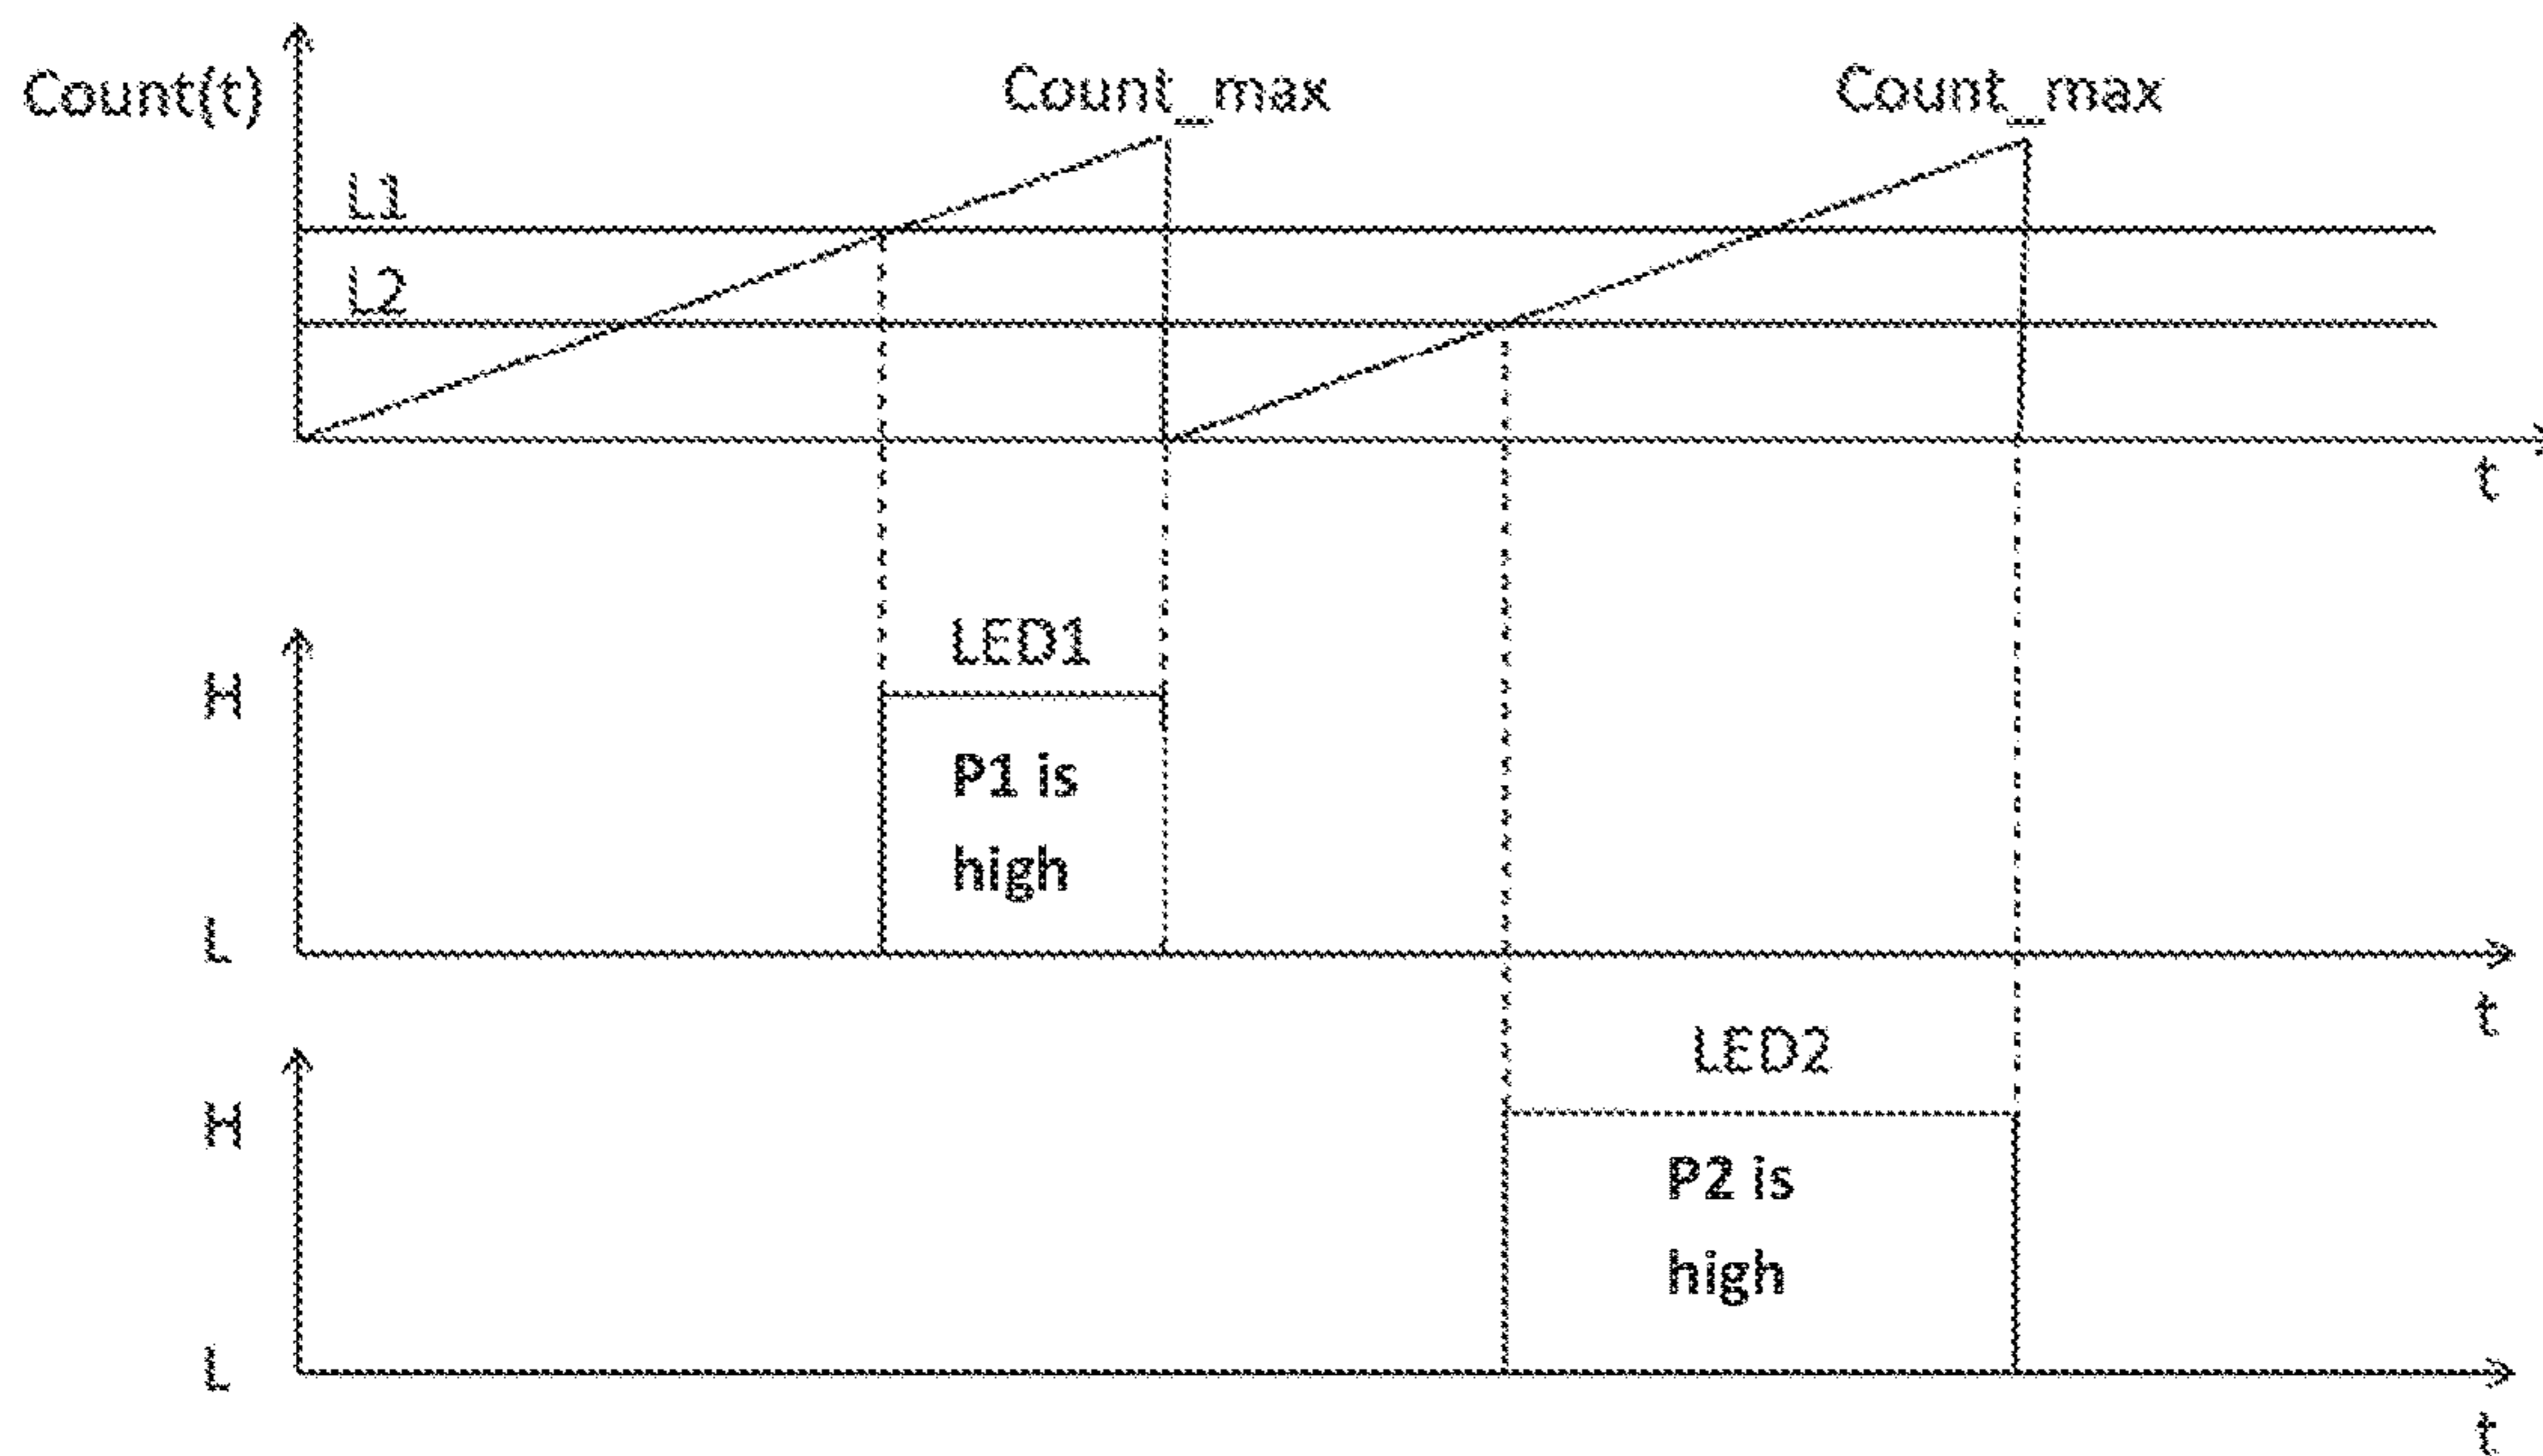 Count(t)
Count_max
Count_max
L1
L2
t
H
LED1
P1 is
high
L
t
LED2
H
P2 is
high
L
t